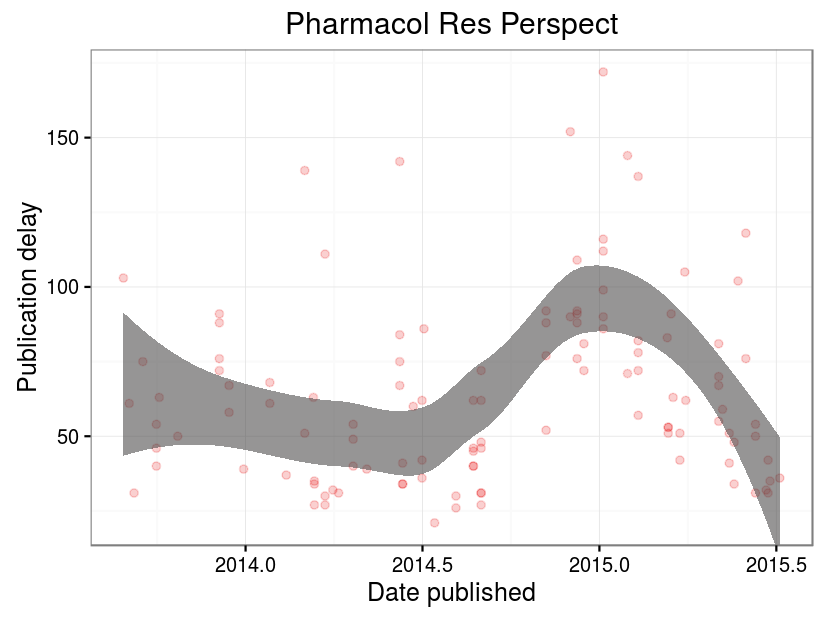 Pharmacol Res Perspect
Publication delay
150
100
50
2014.0 2014.5 2015.0 2015.5
Date published